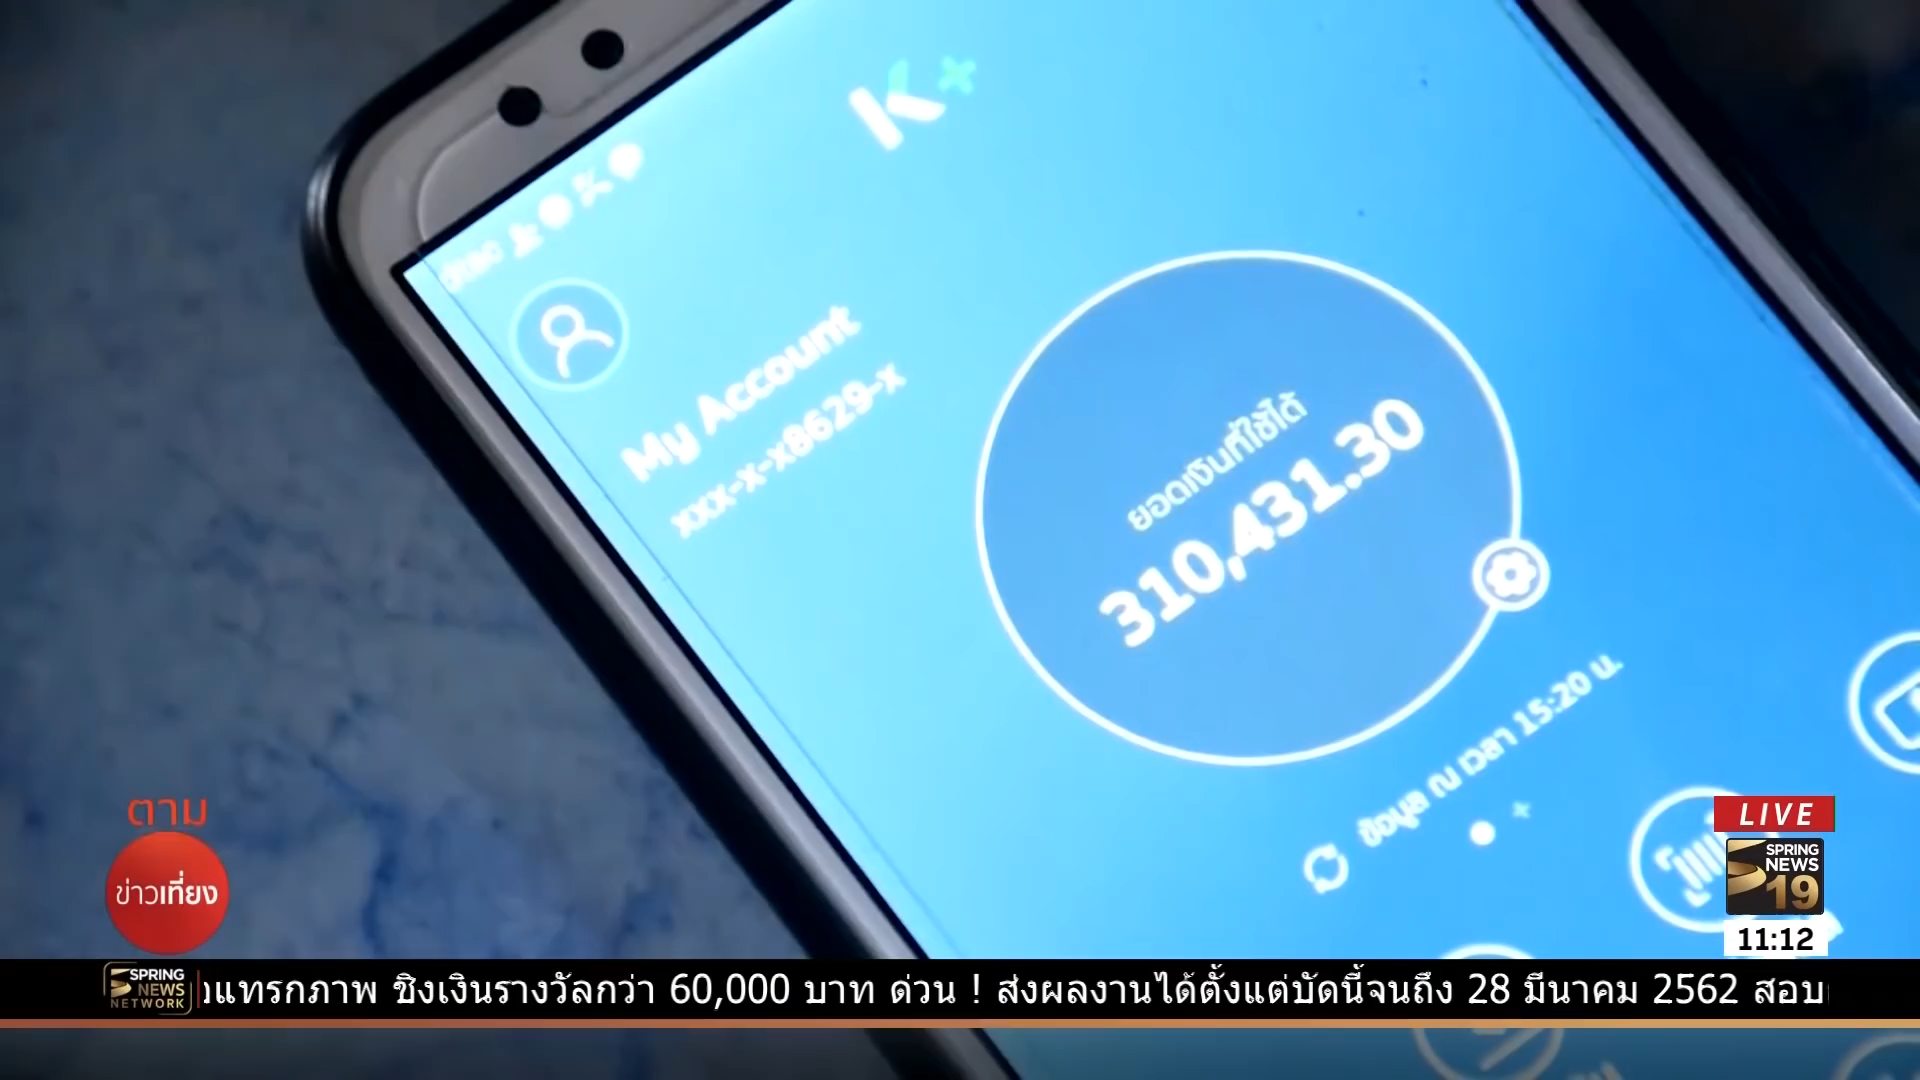 K+
My Account
xxx-x-x8629-x
ยอดเงินที่ใช้ได้
310,431.30
ข้อมูล ณ เวลา 15:20 น.
ตาม
ข่าวเที่ยง
LIVE
SPRING
NEWS
19
11:12
SPRING
NEWS
NETWORK
แทรกภาพ ชิงเงินรางวัลกว่า 60,000 บาท ด่วน ! ส่งผลงานได้ตั้งแต่บัดนี้จนถึง 28 มีนาคม 2562 สอบ